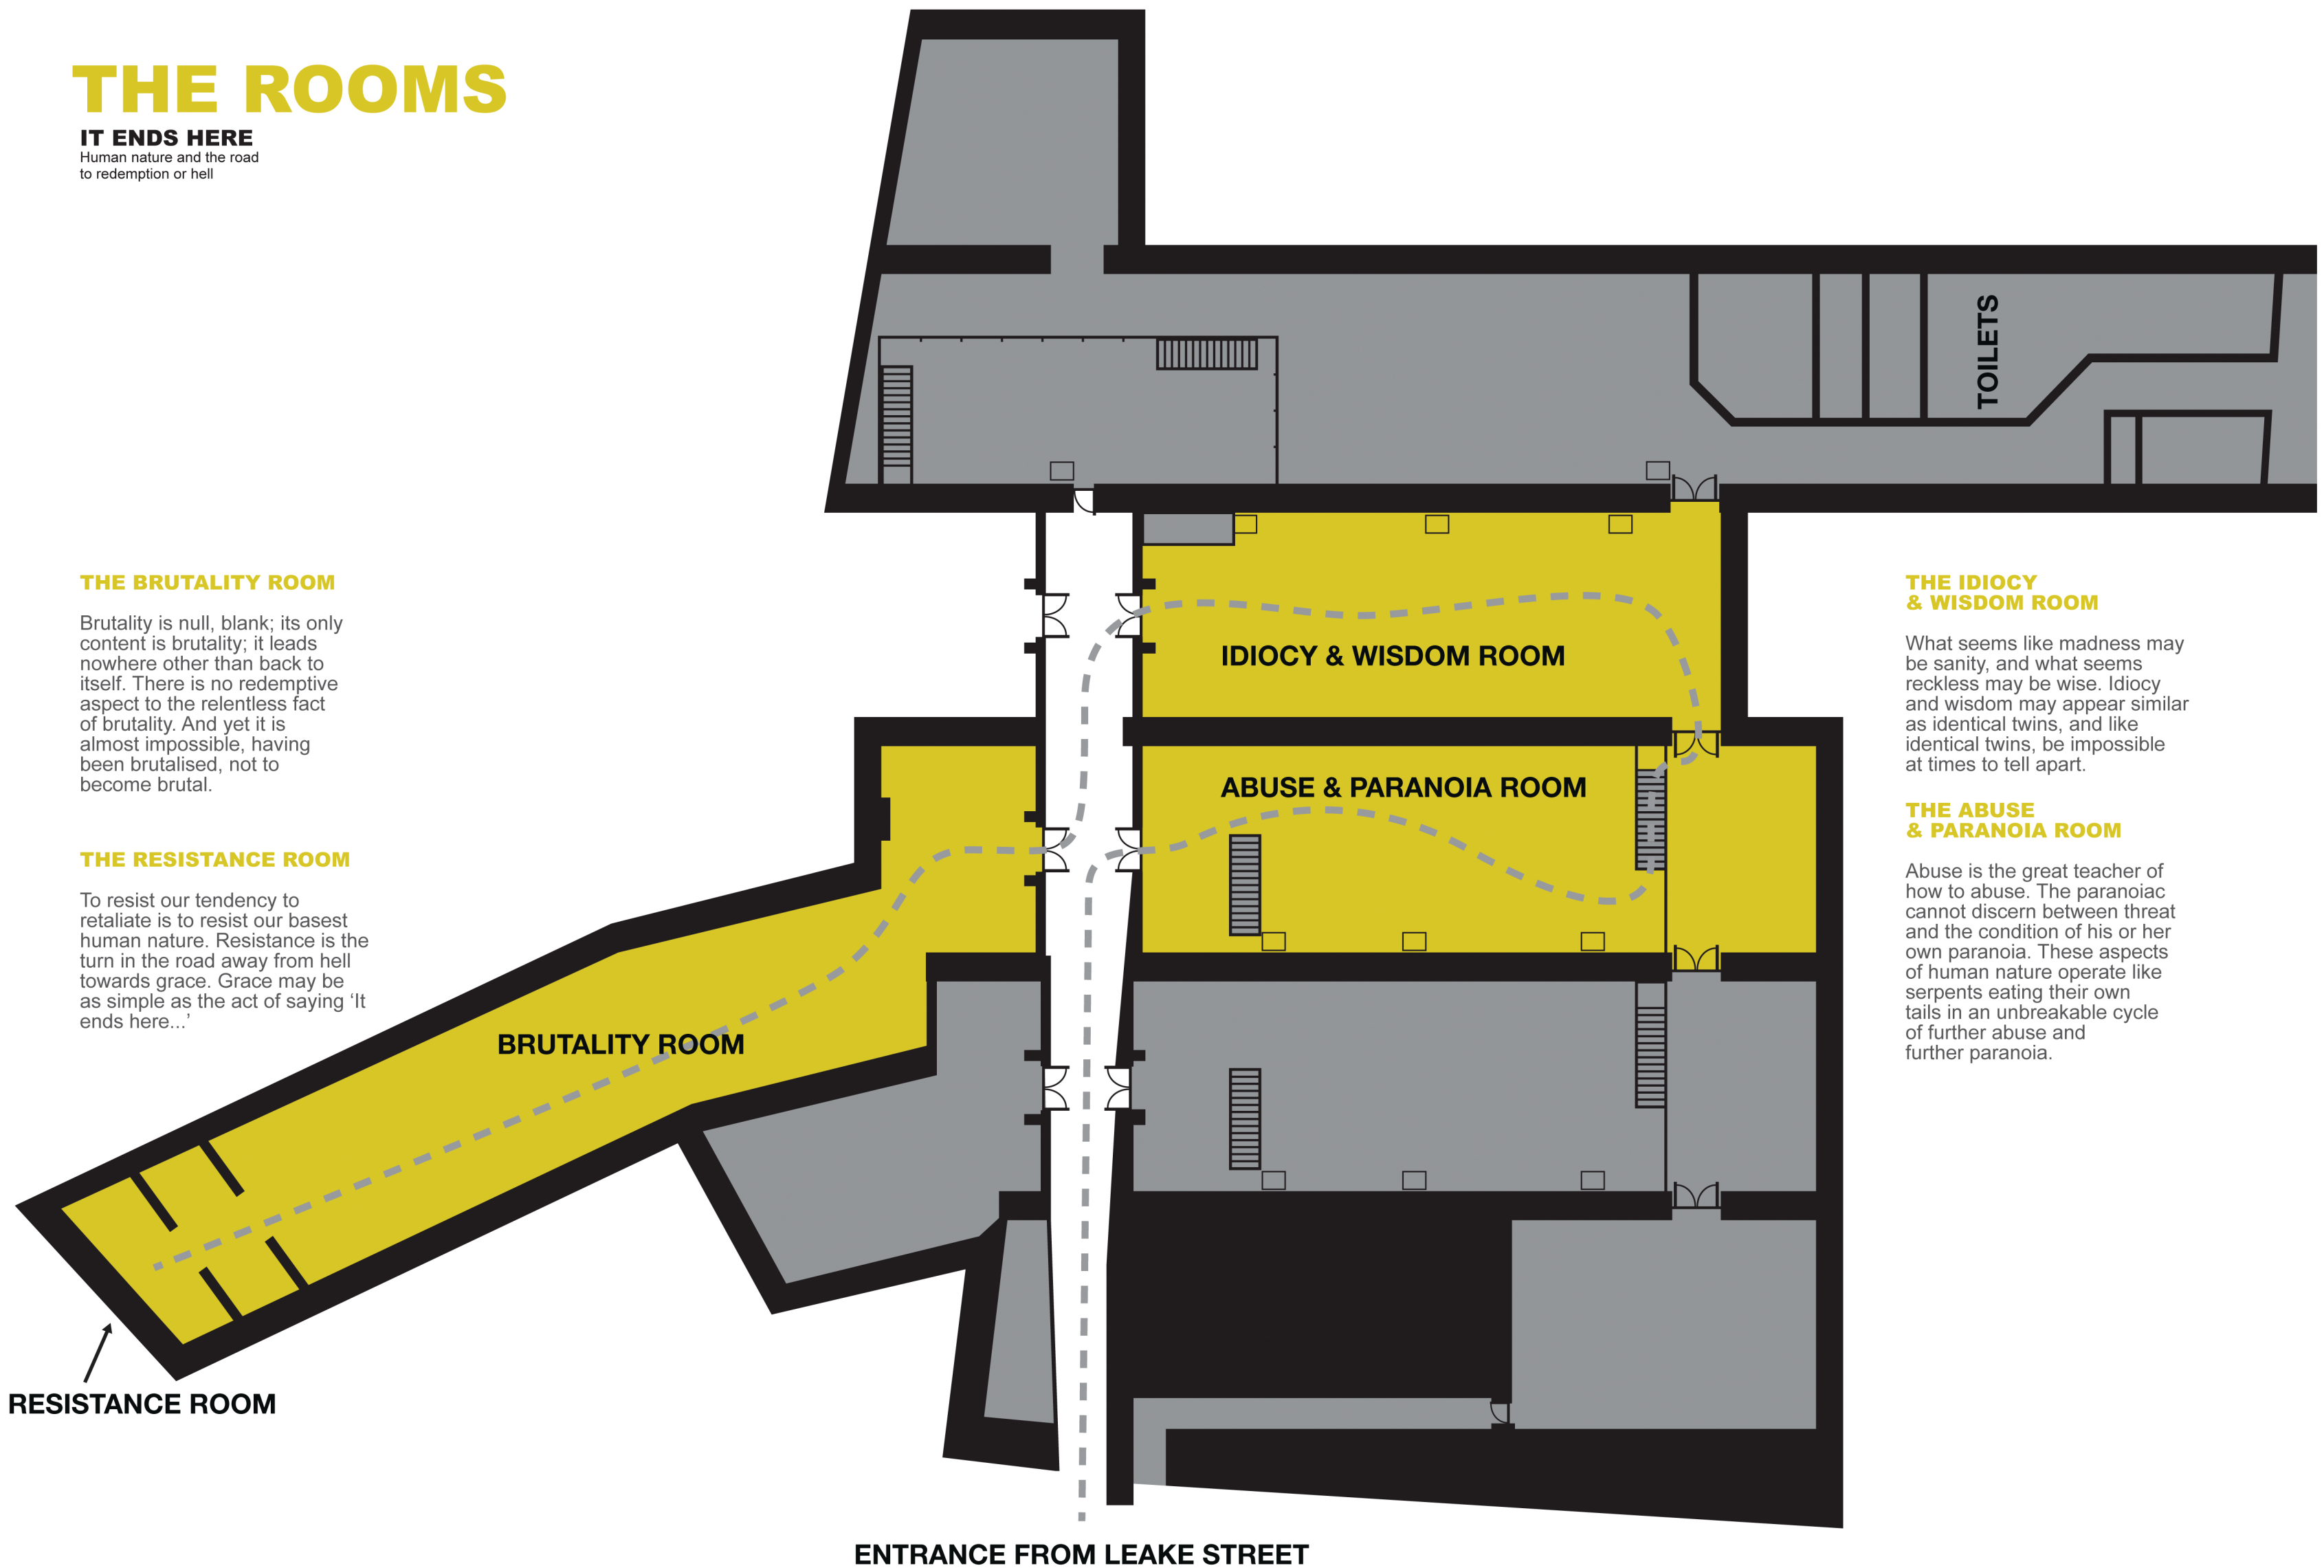 THE ROOMS
IT ENDS HERE
Human nature and the road
to redemption or hell
TOILETS
THE BRUTALITY ROOM
Brutality is null, blank; its only
content is brutality; it leads
nowhere other than back to
itself. There is no redemptive
aspect to the relentless fact
of brutality. And yet it is
almost impossible, having
been brutalised, not to
become brutal.
THE RESISTANCE ROOM
To resist our tendency to
retaliate is to resist our basest
human nature. Resistance is the
turn in the road away from hell
towards grace. Grace may be
as simple as the act of saying ‘It
ends here...’
IDIOCY & WISDOM ROOM
ABUSE & PARANOIA ROOM
BRUTALITY ROOM
RESISTANCE ROOM
ENTRANCE FROM LEAKE STREET
THE IDIOCY
& WISDOM ROOM
What seems like madness may
be sanity, and what seems
reckless may be wise. Idiocy
and wisdom may appear similar
as identical twins, and like
identical twins, be impossible
at times to tell apart.
THE ABUSE
& PARANOIA ROOM
Abuse is the great teacher of
how to abuse. The paranoiac
cannot discern between threat
and the condition of his or her
own paranoia. These aspects
of human nature operate like
serpents eating their own
tails in an unbreakable cycle
of further abuse and
further paranoia.